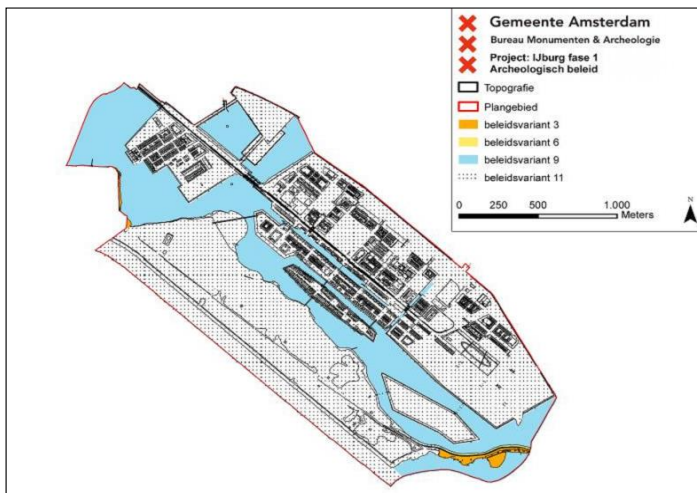 Gemeente Amsterdam
Bureau Monumenten & Archeologie
Project: IJburg fase 1
Archeologisch beleid
Topografie
Plangebied
beleidsvariant 3
beleidsvariant 6
beleidsvariant 9
beleidsvariant 11
0 250 500 1.000
Meters
N